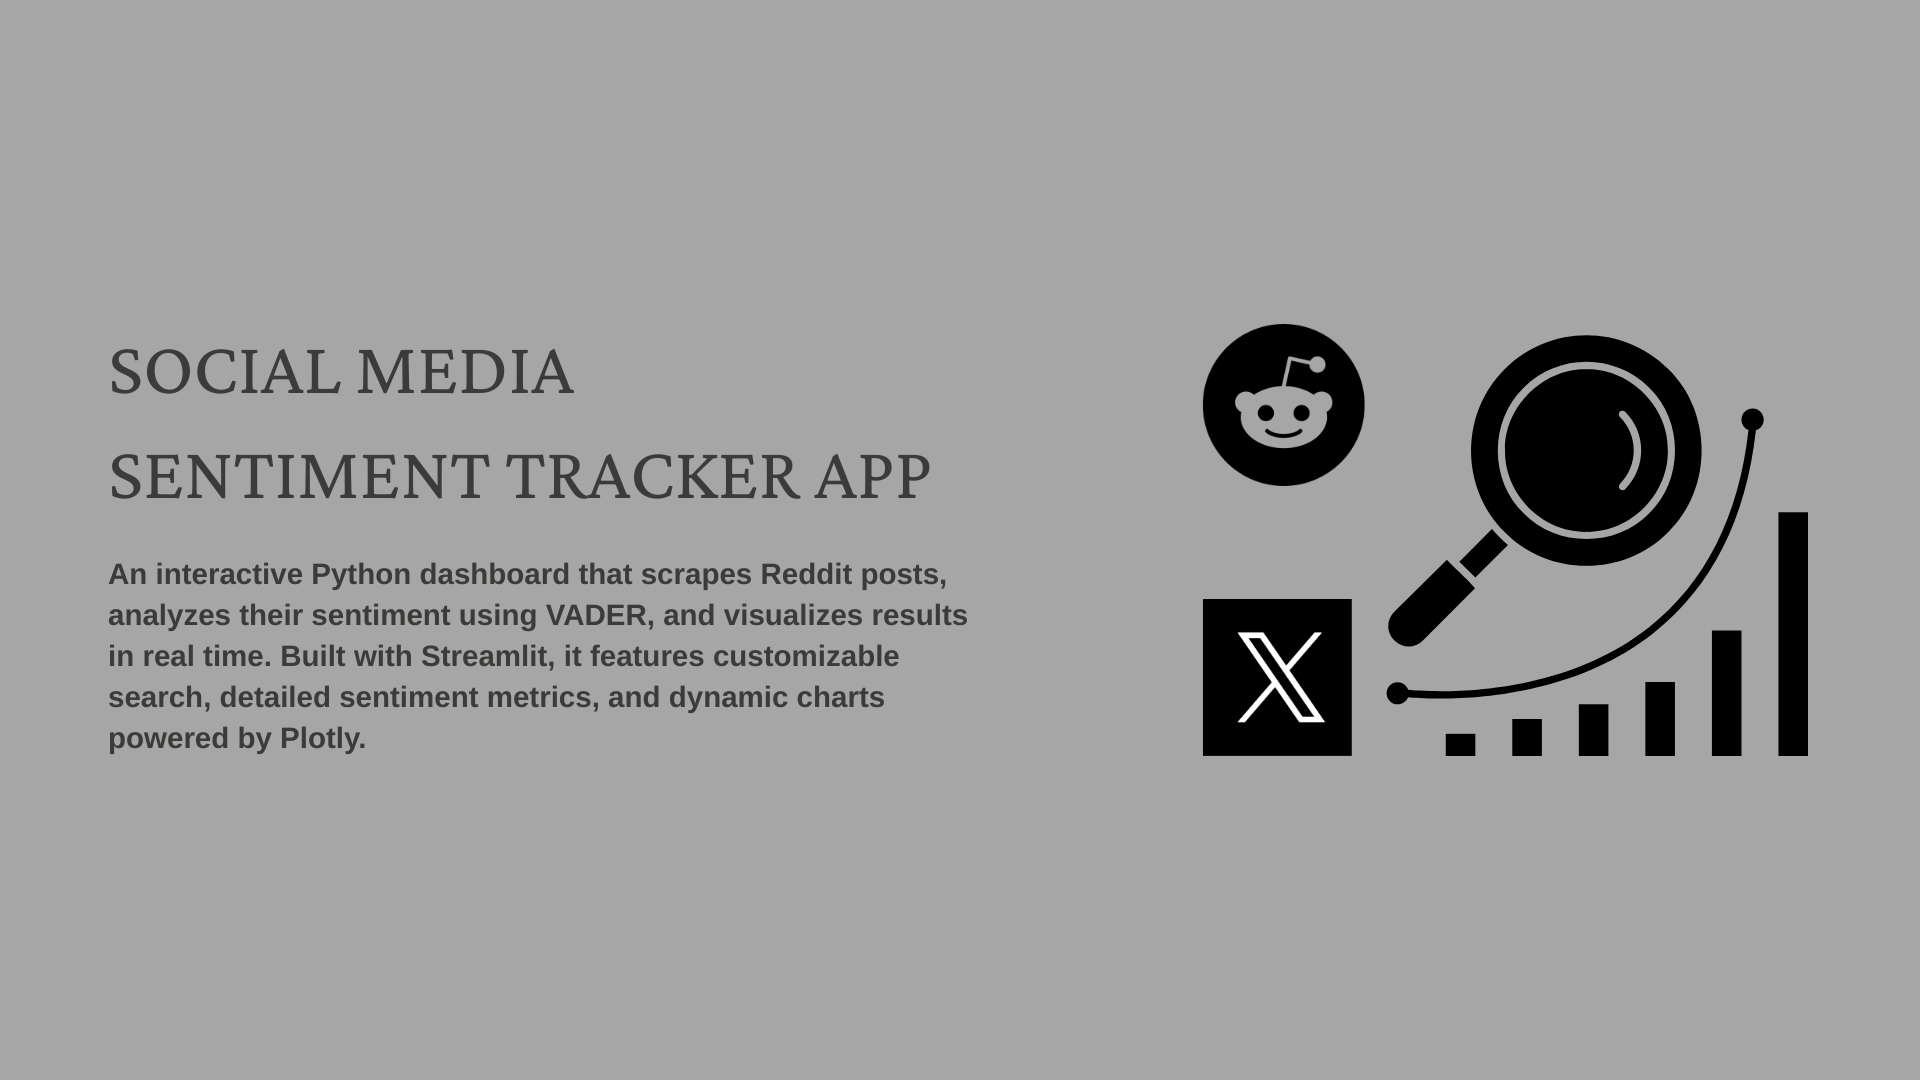 SOCIAL MEDIA
SENTIMENT TRACKER APP
An interactive Python dashboard that scrapes Reddit posts,
analyzes their sentiment using VADER, and visualizes results
in real time. Built with Streamlit, it features customizable
search, detailed sentiment metrics, and dynamic charts
powered by Plotly.
X